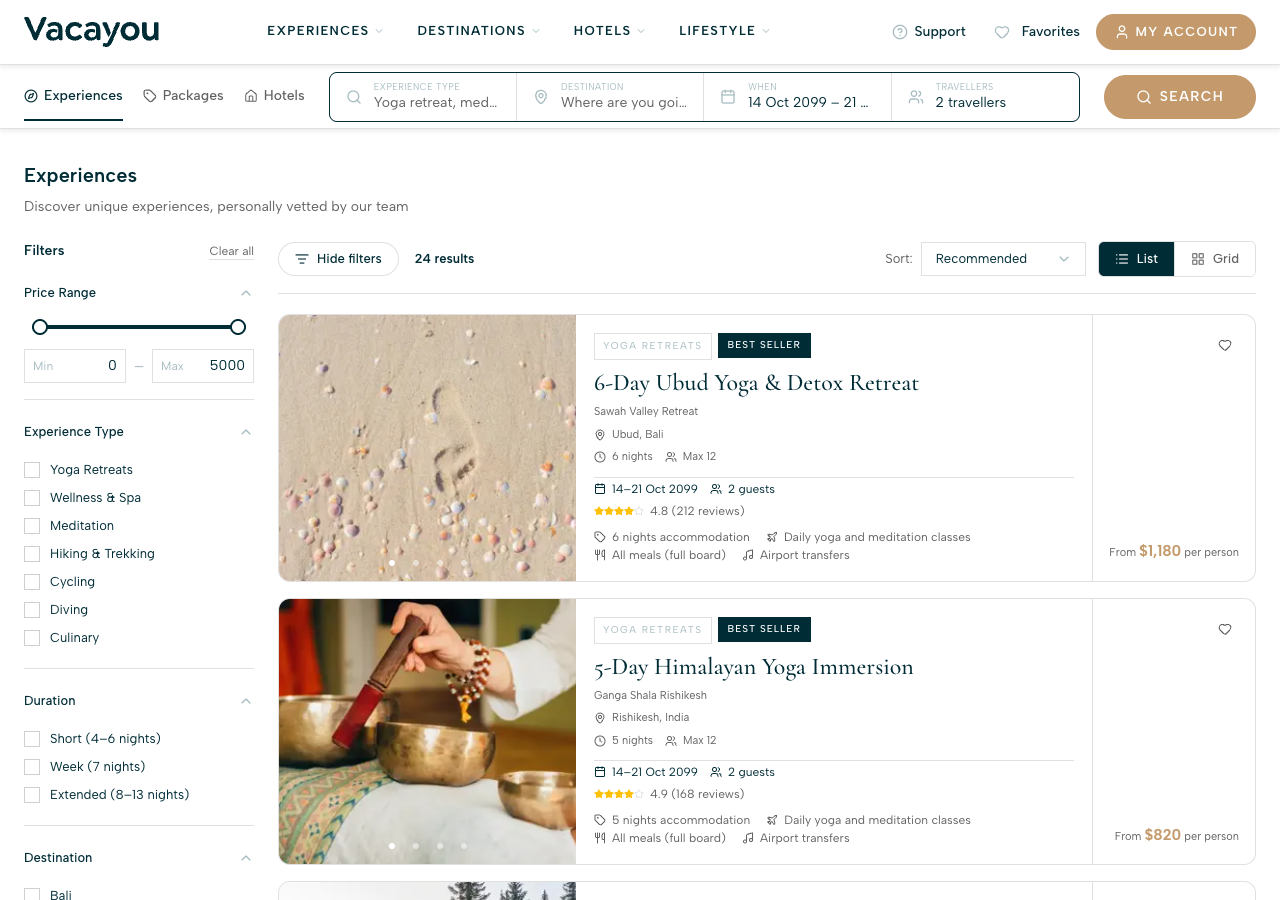 Vacayou
EXPERIENCES
DESTINATIONS
HOTELS
LIFESTYLE
Support
Favorites
MY ACCOUNT
Experiences
Packages
Hotels
EXPERIENCE TYPE
Yoga retreat, med…
DESTINATION
Where are you goi…
WHEN
14 Oct 2099 – 21 …
TRAVELLERS
2 travellers
SEARCH
Experiences
Discover unique experiences, personally vetted by our team
Filters
Clear all
Price Range
Min 0 – Max 5000
Experience Type
Yoga Retreats
Wellness & Spa
Meditation
Hiking & Trekking
Cycling
Diving
Culinary
Duration
Short (4–6 nights)
Week (7 nights)
Extended (8–13 nights)
Destination
Bali
Hide filters
24 results
Sort: Recommended
List
Grid
YOGA RETREATS BEST SELLER
6-Day Ubud Yoga & Detox Retreat
Sawah Valley Retreat
Ubud, Bali
6 nights Max 12
14–21 Oct 2099 2 guests
4.8 (212 reviews)
6 nights accommodation Daily yoga and meditation classes
All meals (full board) Airport transfers
From $1,180 per person
YOGA RETREATS BEST SELLER
5-Day Himalayan Yoga Immersion
Ganga Shala Rishikesh
Rishikesh, India
5 nights Max 12
14–21 Oct 2099 2 guests
4.9 (168 reviews)
5 nights accommodation Daily yoga and meditation classes
All meals (full board) Airport transfers
From $820 per person